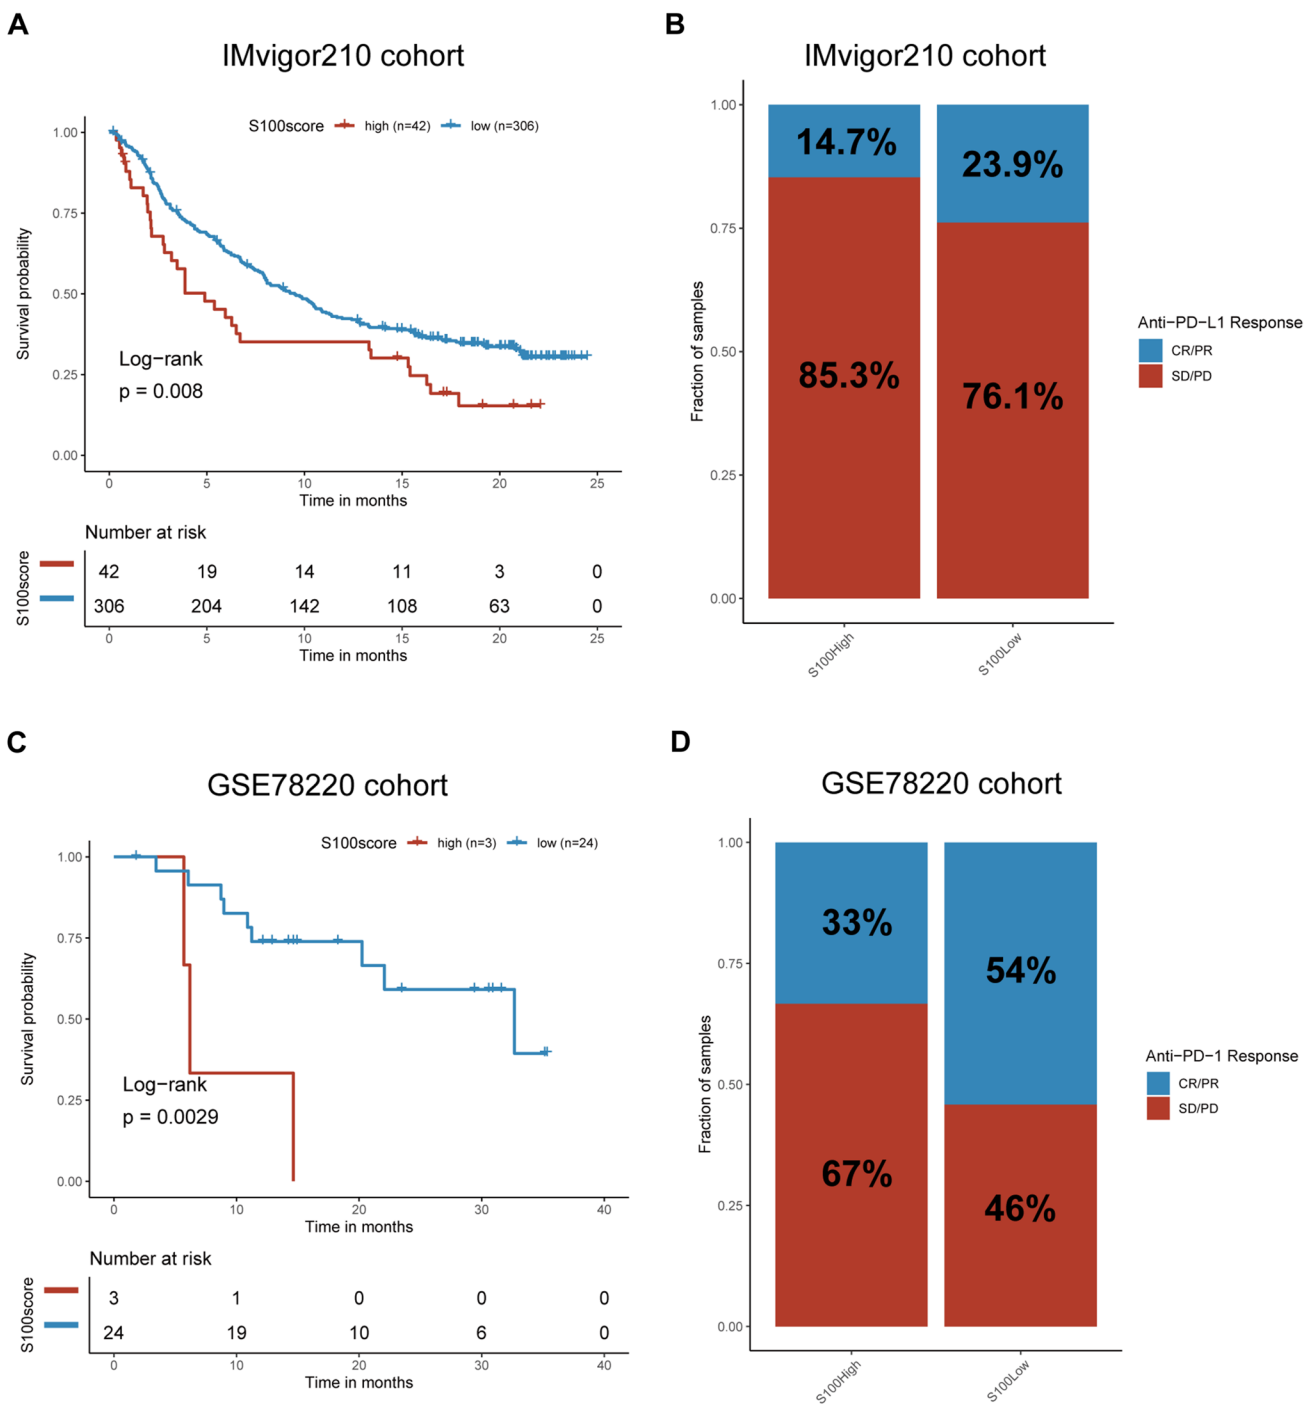 A
IMvigor210 cohort
S100score high (n=42) low (n=306)
Survival probability
1.00
0.75
0.50
0.25
0.00
Log-rank
p = 0.008
0 5 10 15 20 25
Time in months
Number at risk
S100score
42 19 14 11 3 0
306 204 142 108 63 0
0 5 10 15 20 25
Time in months
B
IMvigor210 cohort
Fraction of samples
1.00
0.75
0.50
0.25
0.00
14.7%
23.9%
85.3%
76.1%
S100High S100Low
Anti-PD-L1 Response
CR/PR
SD/PD
C
GSE78220 cohort
S100score high (n=3) low (n=24)
Survival probability
1.00
0.75
0.50
0.25
0.00
Log-rank
p = 0.0029
0 10 20 30 40
Time in months
Number at risk
S100score
3 1 0 0 0
24 19 10 6 0
0 10 20 30 40
Time in months
D
GSE78220 cohort
Fraction of samples
1.00
0.75
0.50
0.25
0.00
33%
54%
67%
46%
S100High S100Low
Anti-PD-1 Response
CR/PR
SD/PD